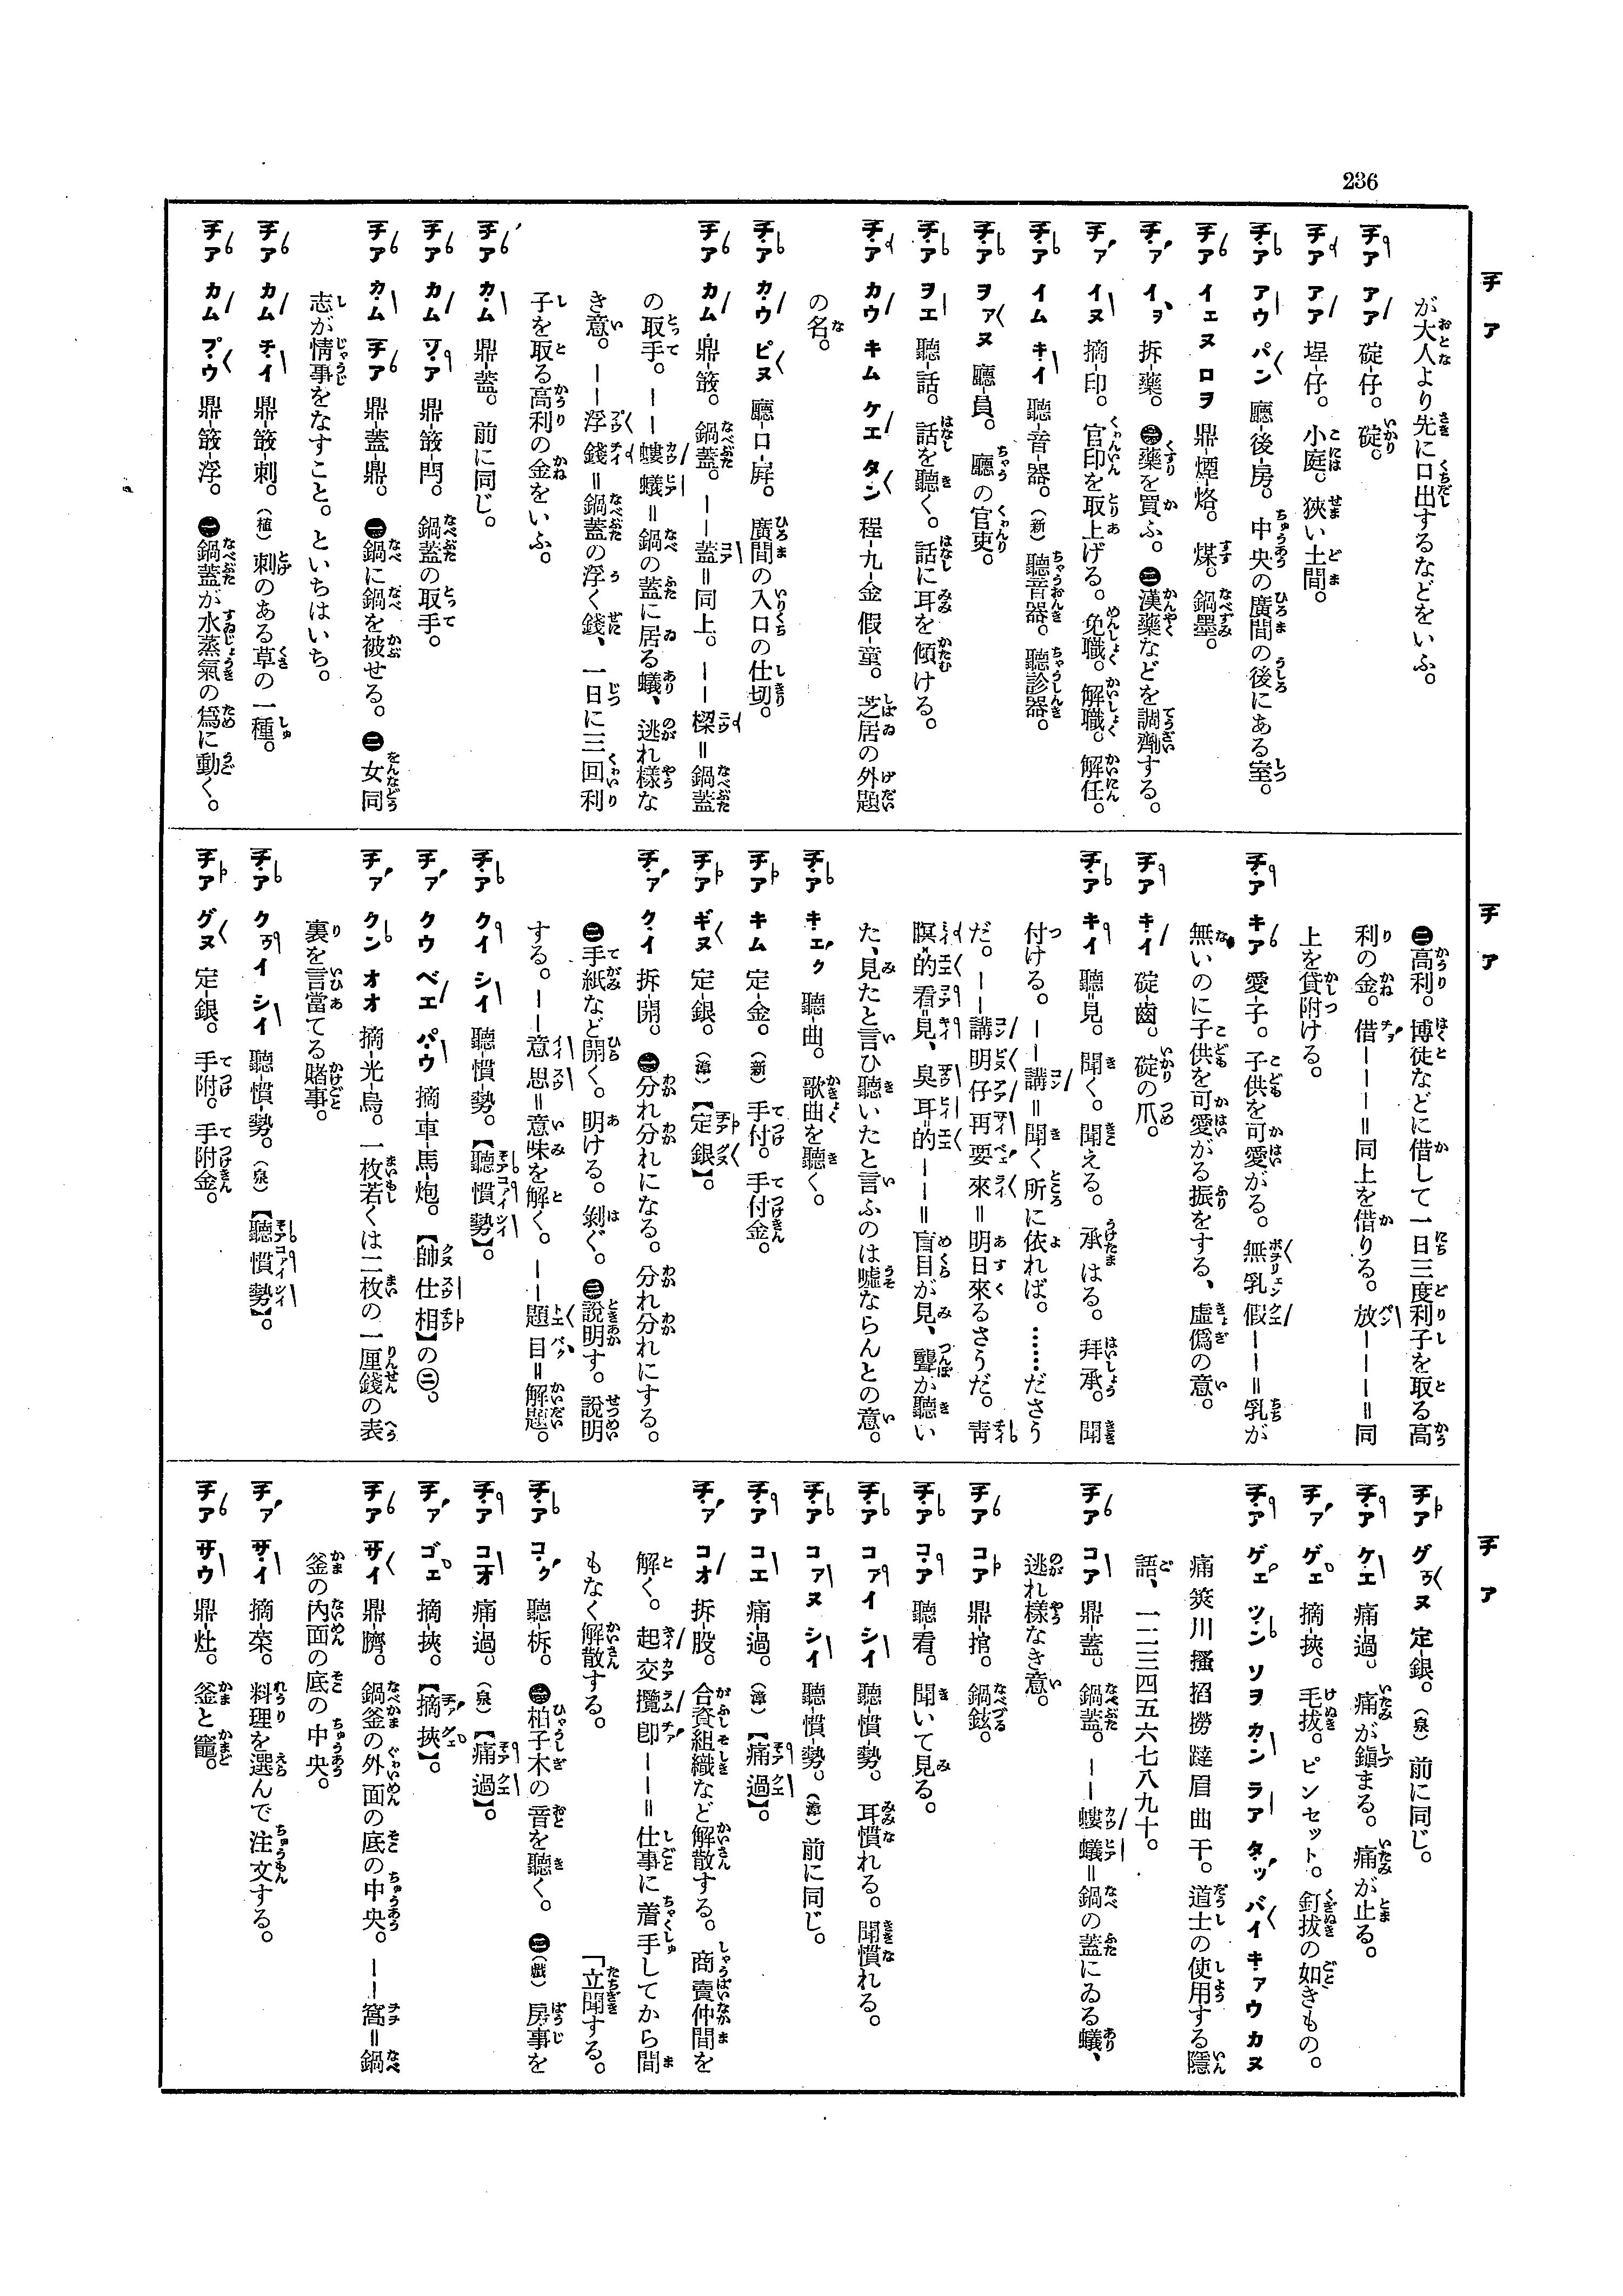 236
チア
チア
チア
が大人より先に口出するなどをいふ。
チア アア 碇-仔。碇。
チア アア 埕-仔。小庭。狹い土間。
チア アウ パン 廳-後-房。中央の廣間の後にある室。
チア イェヌ ロヲ 鼎-煙-烙。煤。鍋墨。
チァ イヲ 拆-藥。㊀藥を買ふ。㊁漢藥などを調劑する。
チァ イヌ 摘-印。官印を取上げる。免職。解職。解任。
チア イム キイ 聽-音-器。(新) 聽音器。聽診器。
チア ヲァヌ 廳-員。廳の官吏。
チア ヲエ 聽-話。話を聽く。話に耳を傾ける。
チア カウ キム ケエ タン 程-九-金 假-童。芝居の外題
の名。
チア カウ ピヌ 廳-口-屛。廣間の入口の仕切。
チア カム 鼎-𥴊。鍋蓋。——蓋=同上。——樑=鍋蓋
の取手。——螻蟻=鍋の蓋に居る蟻、逃れ樣な
き意。——浮錢=鍋蓋の浮く錢、一日に三回利
子を取る高利の金をいふ。
チア カム 鼎-蓋。前に同じ。
チア カム 鼎-𥴊-閂。鍋蓋の取手。
チア カム チア 鼎-蓋-鼎。㊀鍋に鍋を被せる。㊁女同
志が情事をなすこと。といちはいち。
チア カム チイ 鼎-𥴊-刺。(植) 刺のある草の一種。
チア カム プウ 鼎-𥴊-浮。㊀鍋蓋が水蒸氣の爲に動く。
㊁高利。博徒などに借して一日三度利子を取る高
利の金。借———=同上を借りる。放———=同
上を貸附ける。
チア キア 愛-子。子供を可愛がる。無乳假——=乳が
無いのに子供を可愛がる振をする、虛僞の意。
チア キイ 碇-齒。碇の爪。
チア キイ 聽-見。聞く。聞える。承はる。拜承。聞
付ける。——講=聞く所に依れば。……ださう
だ。——講明仔再要來=明日來るさうだ。靑
瞑-的看見、臭耳-的——=盲目が見、聾が聽い
た、見たと言ひ聽いたと言ふのは噓ならんとの意。
チア キェク 聽-曲。歌曲を聽く。
チア キム 定-金。(新) 手付。手付金。
チア ギヌ 定-銀。(漳)【定銀】。
チァ クイ 拆-開。㊀分れ分れになる。分れ分れにする。
㊁手紙など開く。明ける。剝ぐ。㊂說明す。說明
する。——意思=意味を解く。——題目=解題。
チア クイ シイ 聽-慣-勢。【聽慣勢】。
チァ クウ ベエ パウ 摘 車-馬-炮。【帥仕相】の㊁。
チァ クン オオ 摘-光-烏。一枚若くは二枚の一厘錢の表
裏を言當てる賭事。
チア クヮイ シイ 聽-慣-勢。(泉)【聽慣勢】。
チア グヌ 定-銀。手附。手附金。
チア グヮヌ 定-銀。(泉) 前に同じ。
チア ケエ 痛-過。痛が鎭まる。痛が止る。
チァ ゲェ 摘-挾。毛拔。ピンセット。釘拔の如きもの。
チア ゲェ ツン ソヲ カン ラア タッ バイ キァウ カヌ
痛 筴 川 搔 招 撈 躂 眉 曲 干。道士の使用する隱
語、一二三四五六七八九十。
チア コア 鼎-蓋。鍋蓋。——螻蟻=鍋の蓋にゐる蟻、
逃れ樣なき意。
チア コア 鼎-捾。鍋鉉。
チア コア 聽-看。聞いて見る。
チア コァイ シイ 聽-慣-勢。耳慣れる。聞慣れる。
チア コァヌ シイ 聽-慣-勢。(漳) 前に同じ。
チア コエ 痛-過。(漳)【痛過】。
チァ コオ 拆-股。合資組織など解散する。商賣仲間を
解く。起交攬卽——=仕事に着手してから間
もなく解散する。「立聞する。
チア コク 聽-柝。㊀柏子木の音を聽く。㊁(戲) 房事を
チア コオ 痛-過。(泉)【痛過】。
チァ ゴェ 摘-挾。【摘挾】。
チア サイ 鼎-臍。鍋釜の外面の底の中央。——窩=鍋
釜の內面の底の中央。
チァ サイ 摘-菜。料理を選んで注文する。
チア サウ 鼎-灶。釜と竈。